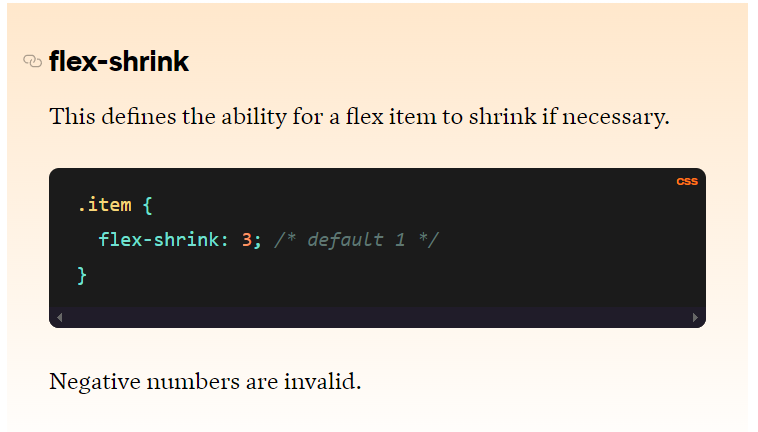 flex-shrink
This defines the ability for a flex item to shrink if necessary.
css
.item {
  flex-shrink: 3; /* default 1 */
}
Negative numbers are invalid.